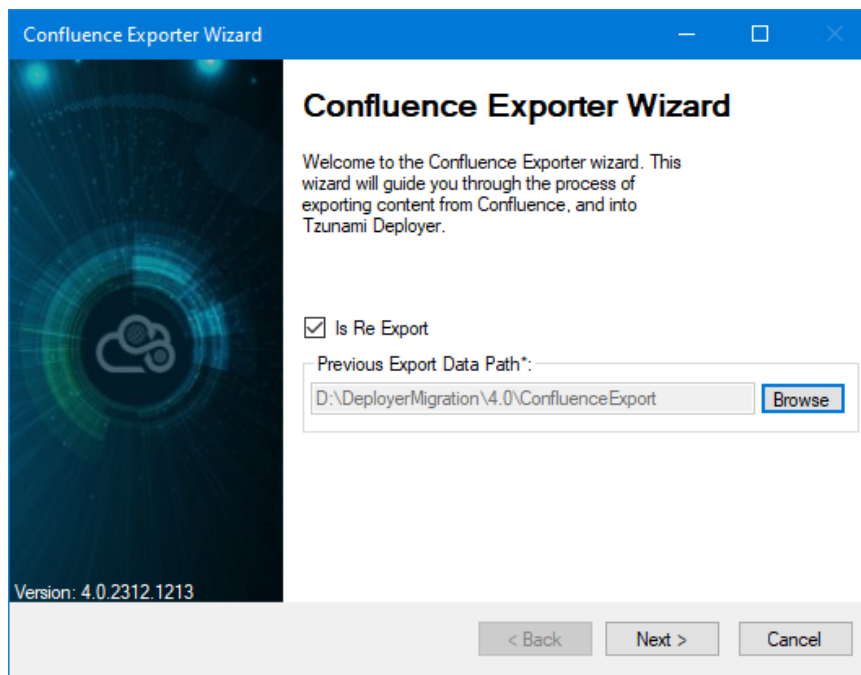 Confluence Exporter Wizard
Confluence Exporter Wizard
Welcome to the Confluence Exporter wizard. This
wizard will guide you through the process of
exporting content from Confluence, and into
Tzunami Deployer.
Is Re Export
Previous Export Data Path*:
D:\DeployerMigration\4.0\ConfluenceExport
Browse
Version: 4.0.2312.1213
< Back
Next >
Cancel